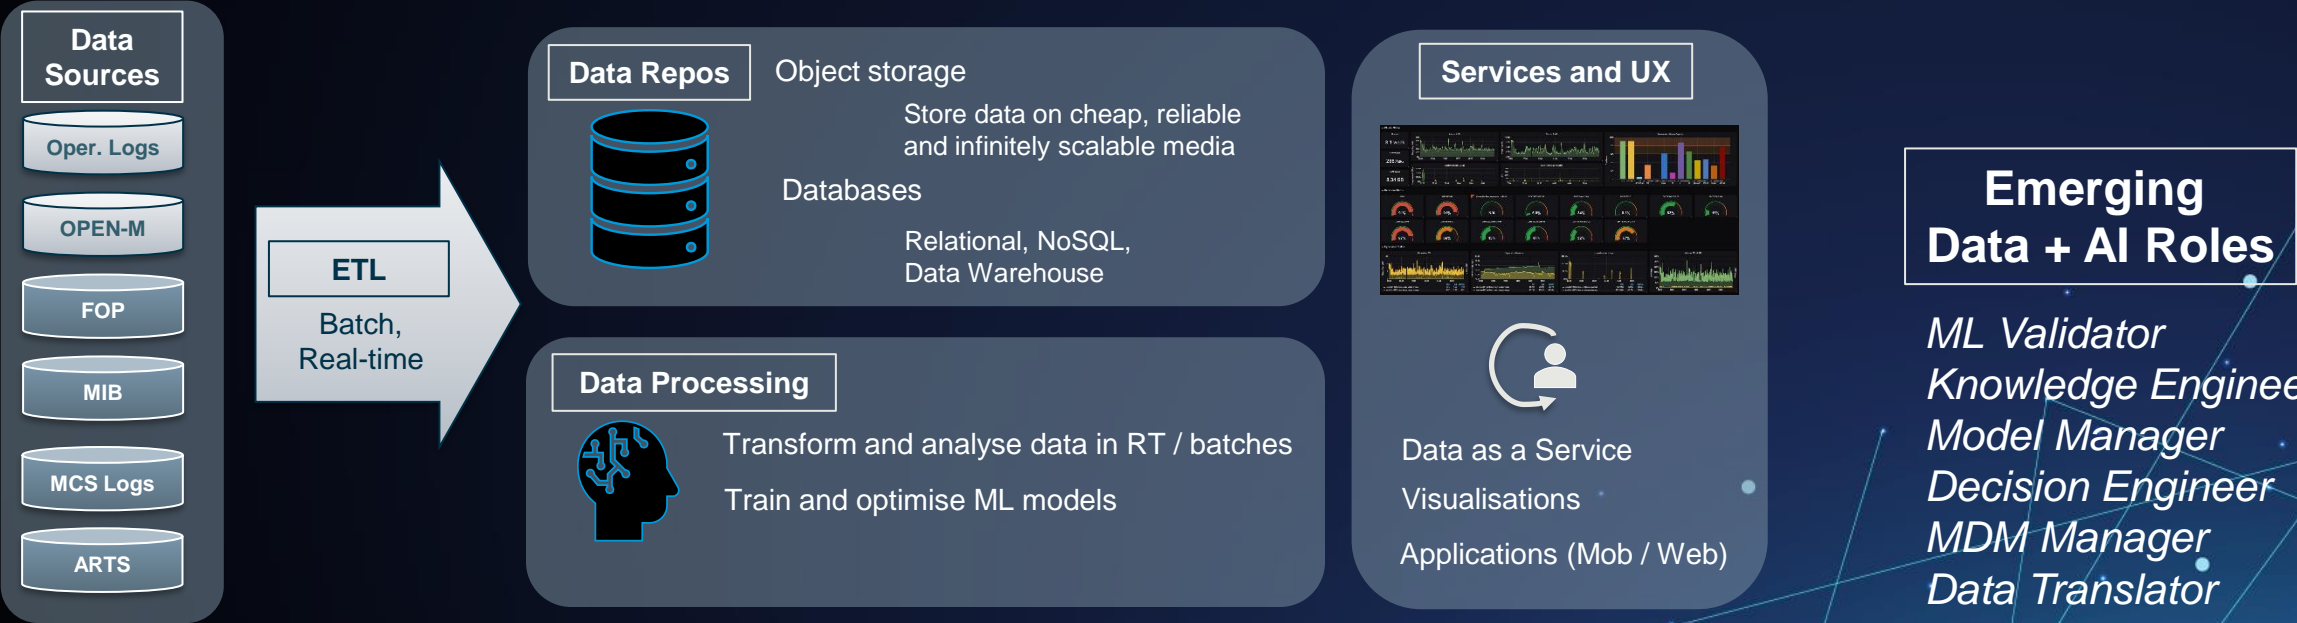 Data
Sources
Oper. Logs
OPEN-M
FOP
MIB
MCS Logs
ARTS
ETL
Batch,
Real-time
Data Repos
Object storage
Store data on cheap, reliable
and infinitely scalable media
Databases
Relational, NoSQL,
Data Warehouse
Data Processing
Transform and analyse data in RT / batches
Train and optimise ML models
Services and UX
Data as a Service
Visualisations
Applications (Mob / Web)
Emerging
Data + AI Roles
ML Validator
Knowledge Enginee
Model Manager
Decision Engineer
MDM Manager
Data Translator